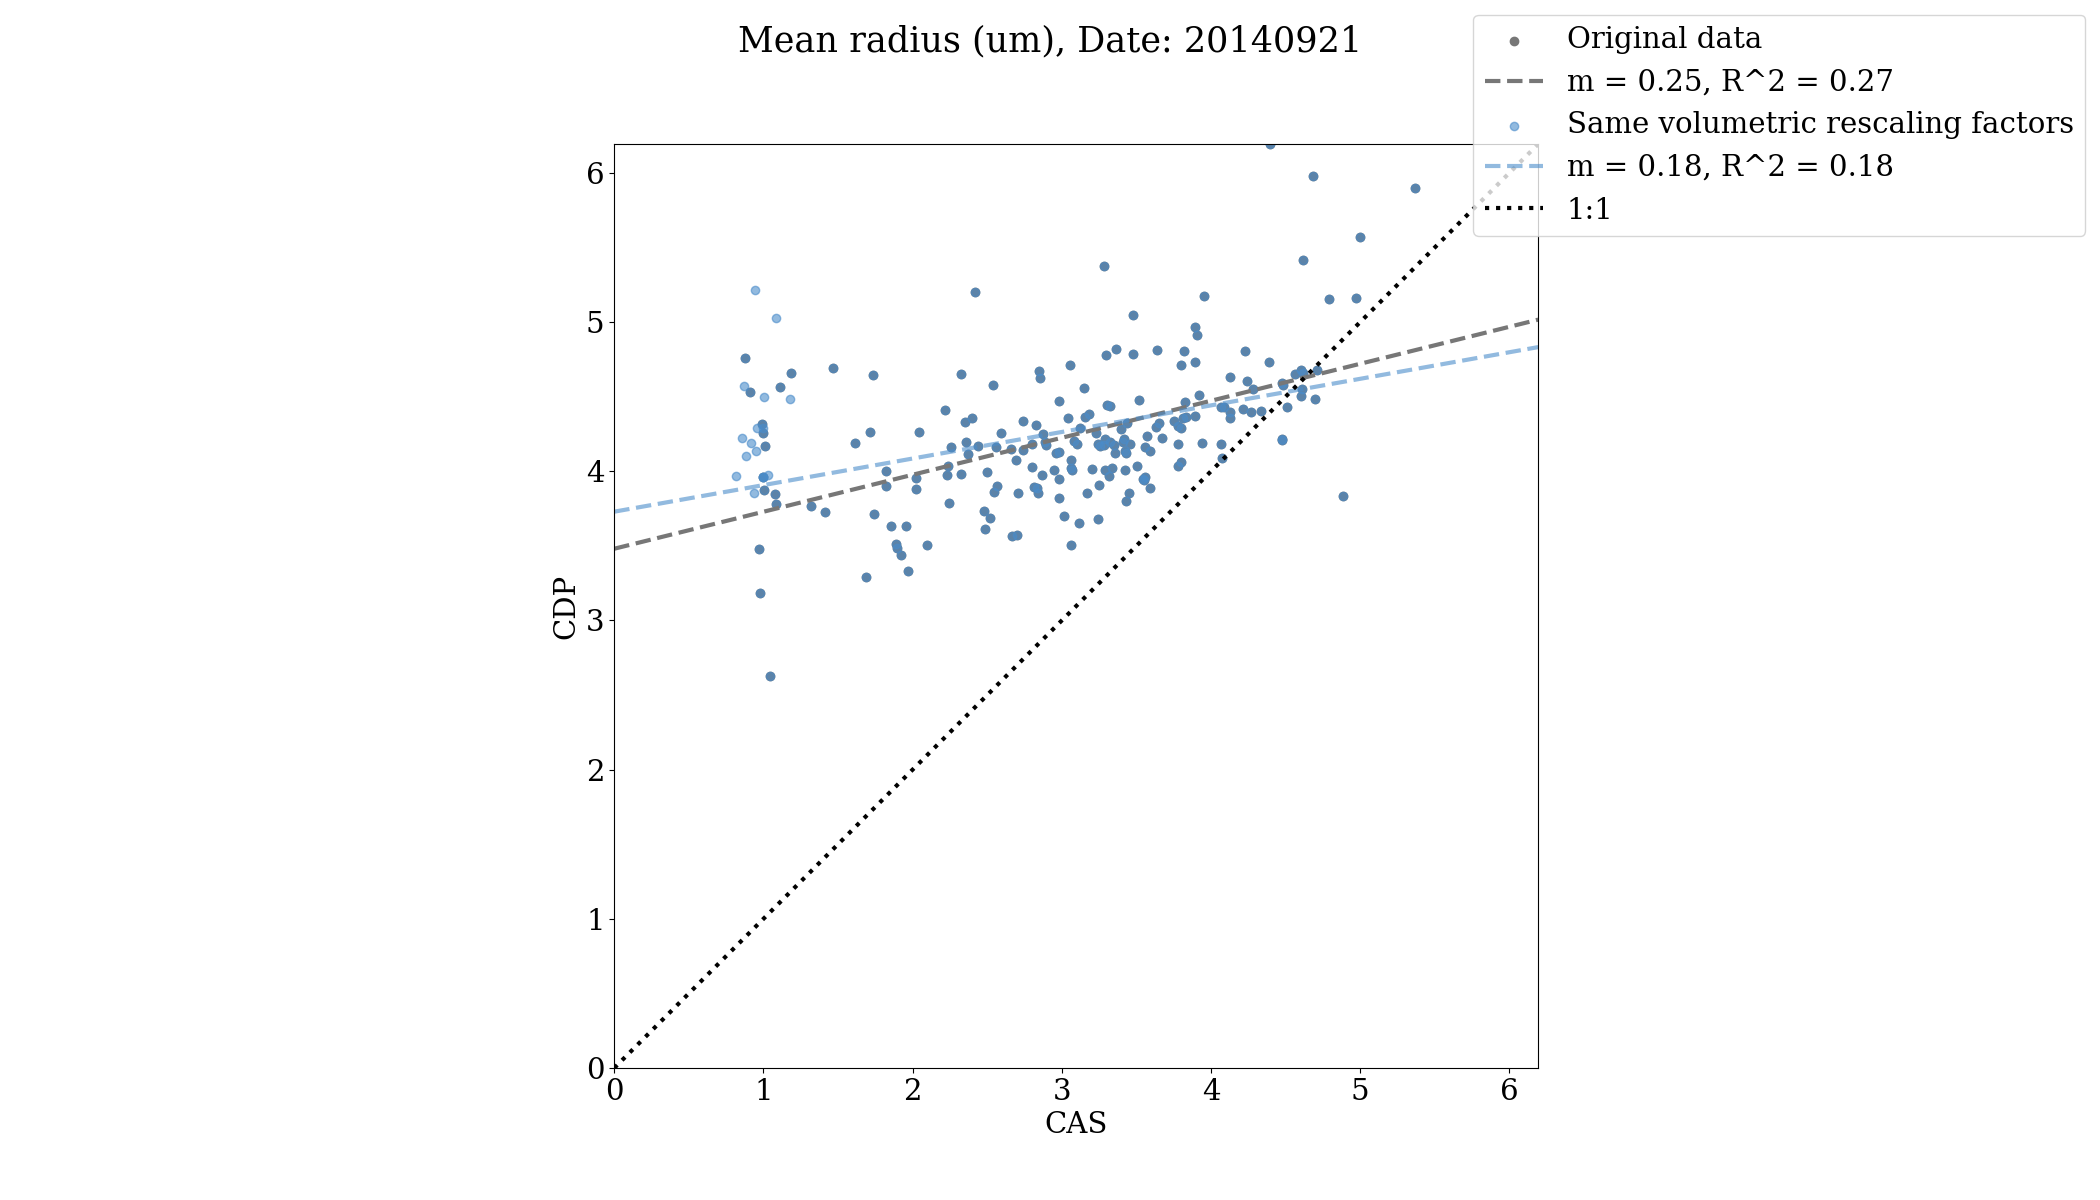 Mean radius (um), Date: 20140921
Original data
m = 0.25, R^2 = 0.27
Same volumetric rescaling factors
m = 0.18, R^2 = 0.18
1:1
6
5
4
3
2
1
0
CDP
0 1 2 3 4 5 6
CAS